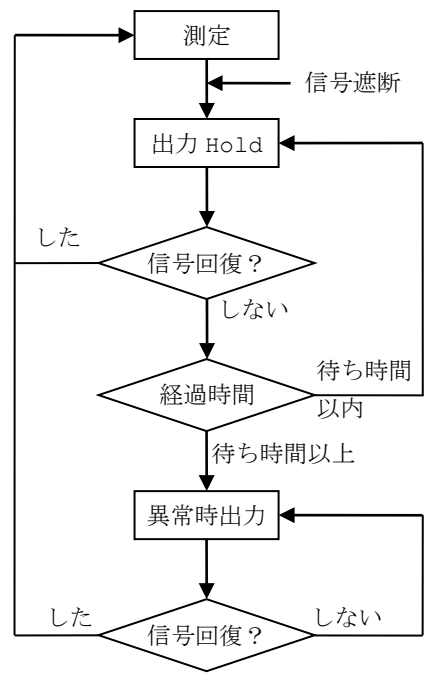 測定
信号遮断
出力 Hold
した
信号回復？
しない
経過時間
待ち時間
以内
待ち時間以上
異常時出力
した
信号回復？
しない